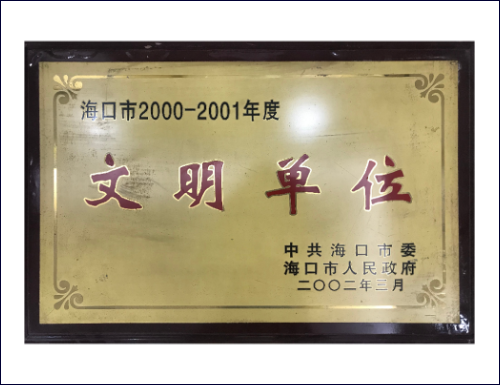 海口市2000-2001年度
文明单位
中共海口市委
海口市人民政府
二〇〇二年三月